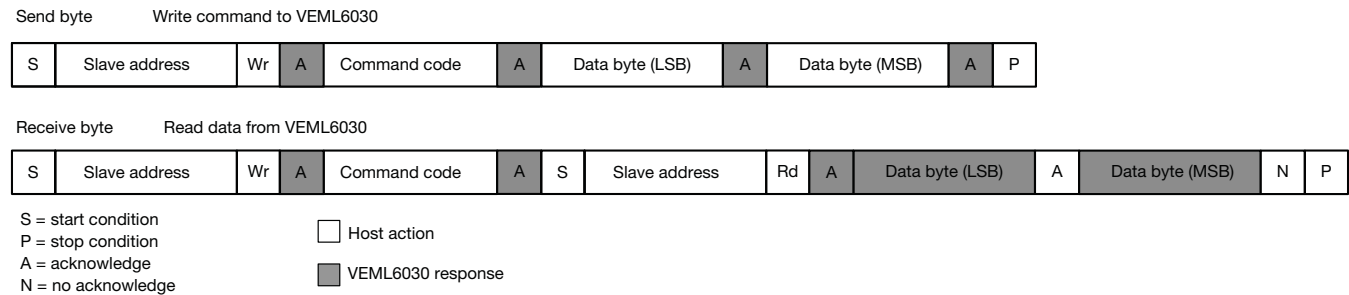 Send byte Write command to VEML6030
S Slave address Wr A Command code A Data byte (LSB) A Data byte (MSB) A P
Receive byte Read data from VEML6030
S Slave address Wr A Command code A S Slave address Rd A Data byte (LSB) A Data byte (MSB) N P
S = start condition
P = stop condition
A = acknowledge
N = no acknowledge
Host action
VEML6030 response